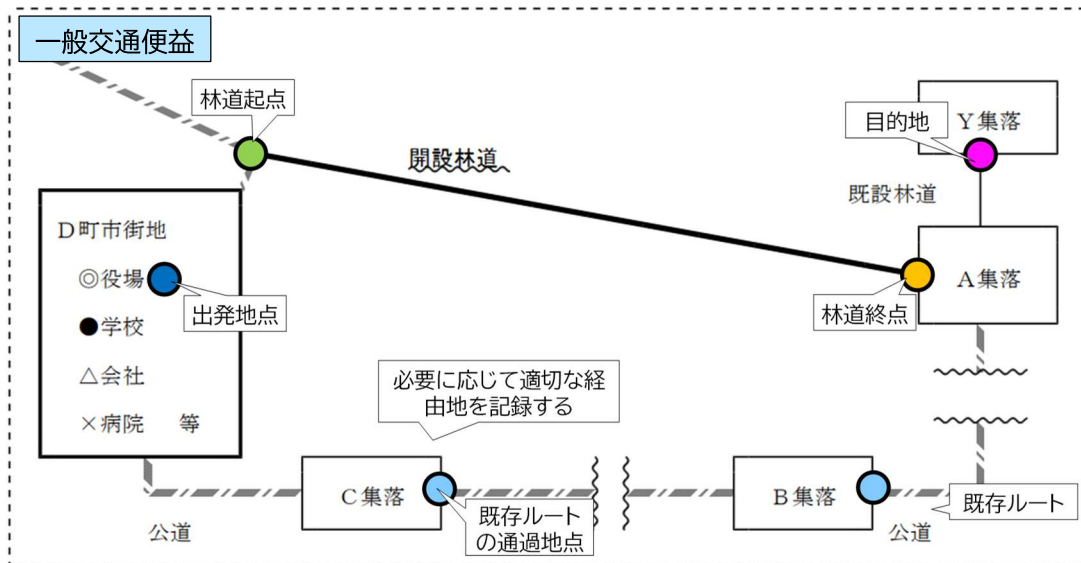 一般交通便益
林道起点
開設林道
目的地
Y集落
既設林道
D町市街地
◎役場
出発地点
●学校
△会社
×病院　等
A集落
林道終点
必要に応じて適切な経
由地を記録する
C集落
既存ルート
の通過地点
B集落
既存ルート
公道
公道